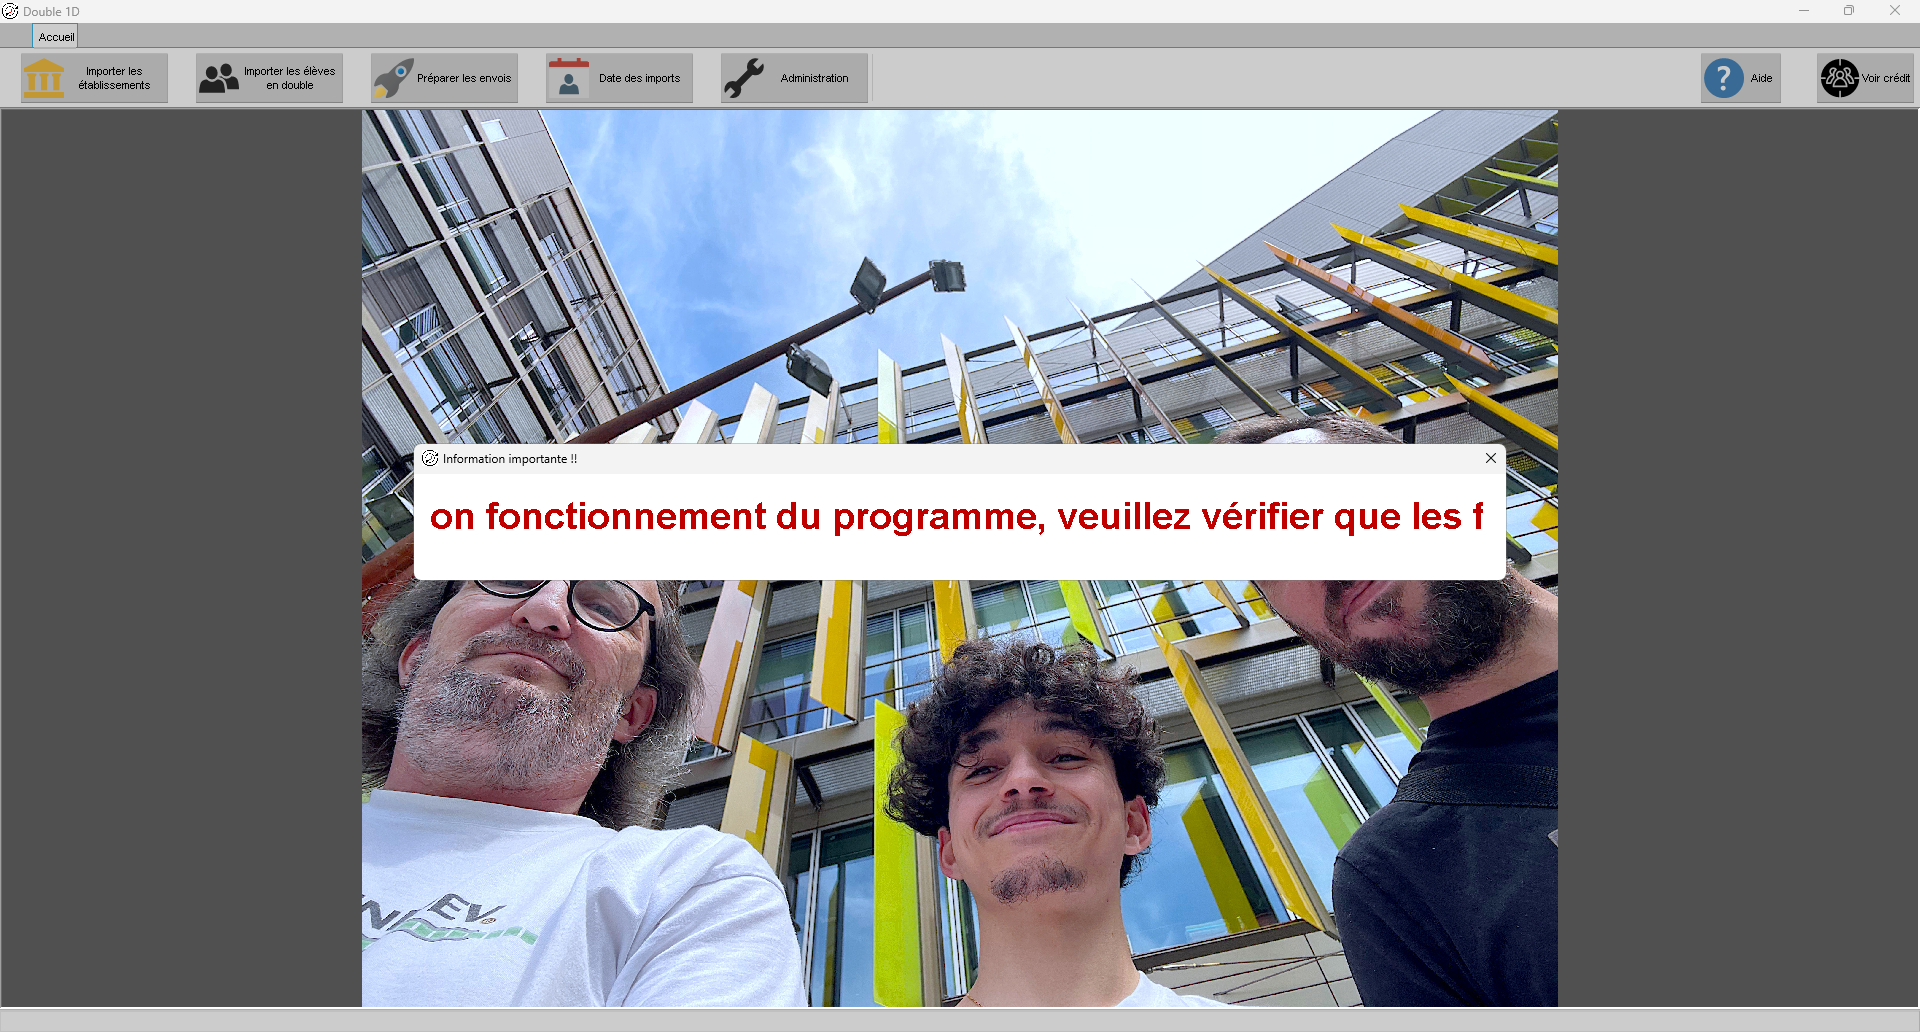 Double 1D
Accueil
Importer les
établissements
Importer les élèves
en double
Préparer les envois
Date des imports
Administration
Aide
Voir crédit
Information importante !!
on fonctionnement du programme, veuillez vérifier que les f
EV